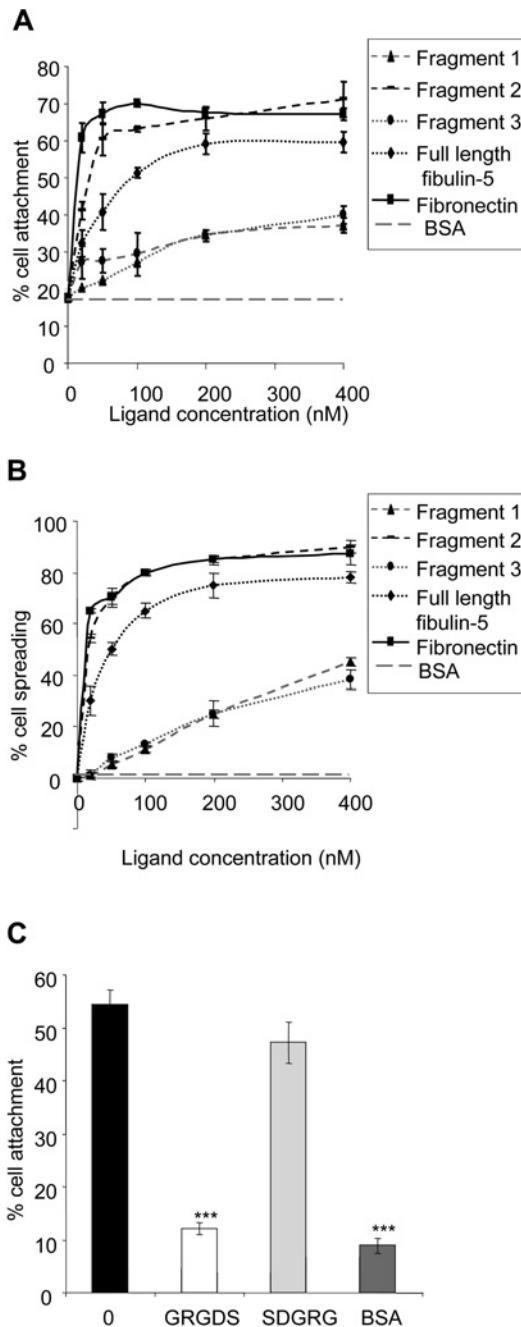 A
Fragment 1
Fragment 2
Fragment 3
Full length
fibulin-5
Fibronectin
BSA
% cell attachment
80
70
60
50
40
30
20
10
0
0 100 200 300 400
Ligand concentration (nM)
B
Fragment 1
Fragment 2
Fragment 3
Full length
fibulin-5
Fibronectin
BSA
% cell spreading
100
80
60
40
20
0
0 100 200 300 400
Ligand concentration (nM)
C
% cell attachment
60
50
40
30
20
10
0
*** ***
0 GRGDS SDGRG BSA